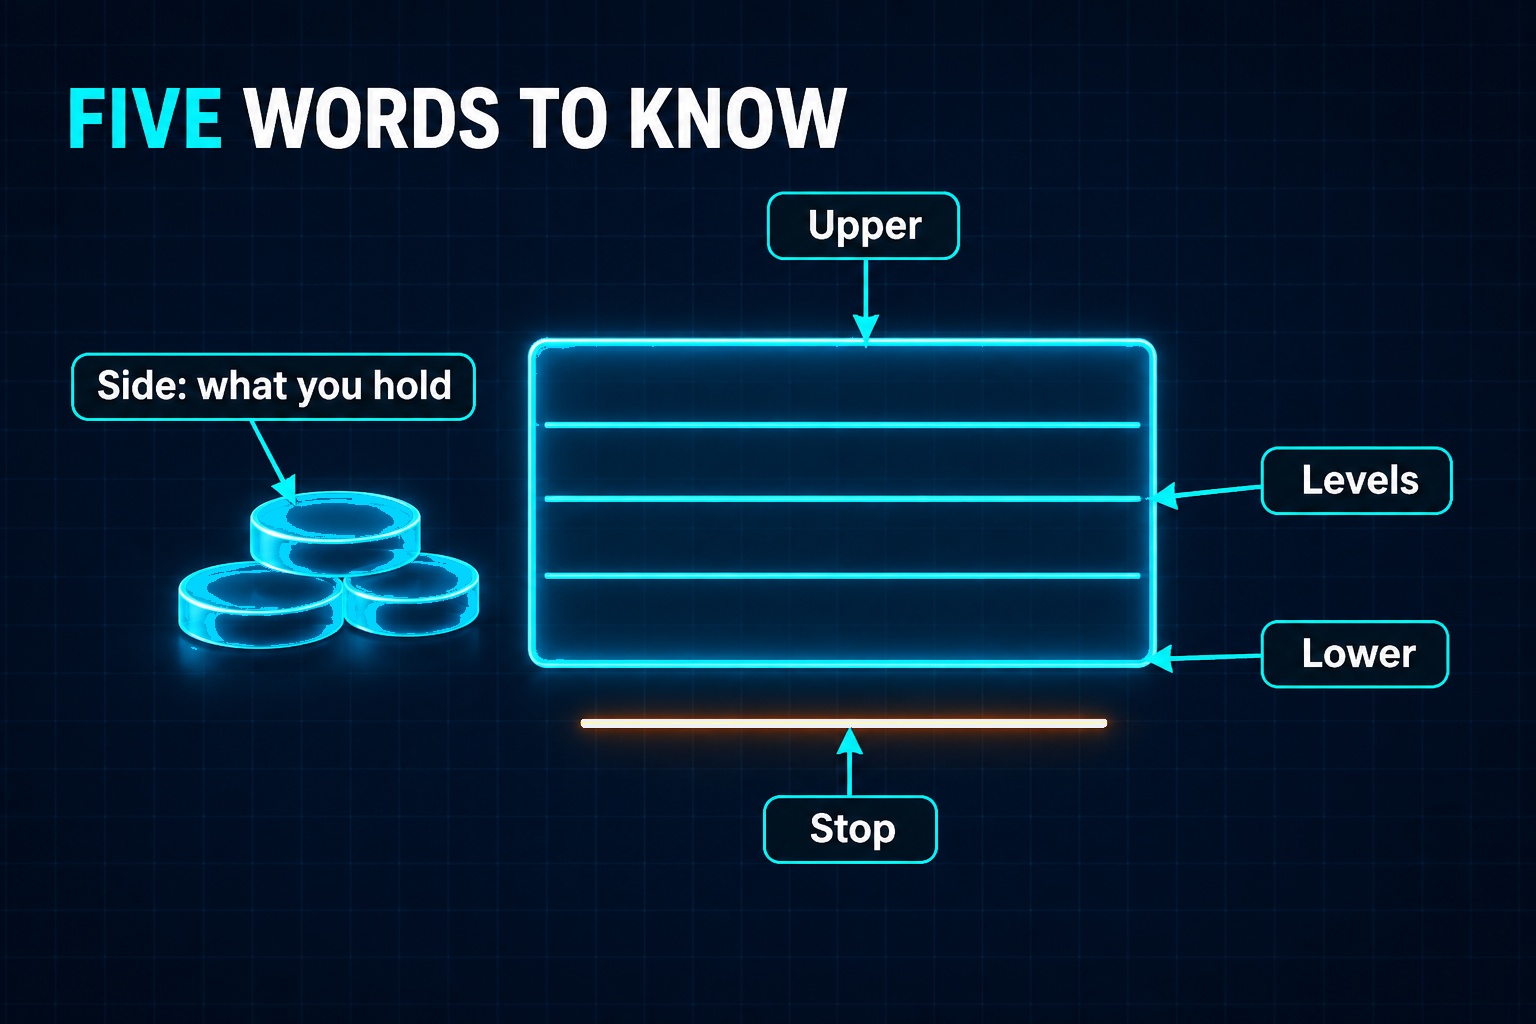 FIVE WORDS TO KNOW
Upper
Side: what you hold
Levels
Lower
Stop